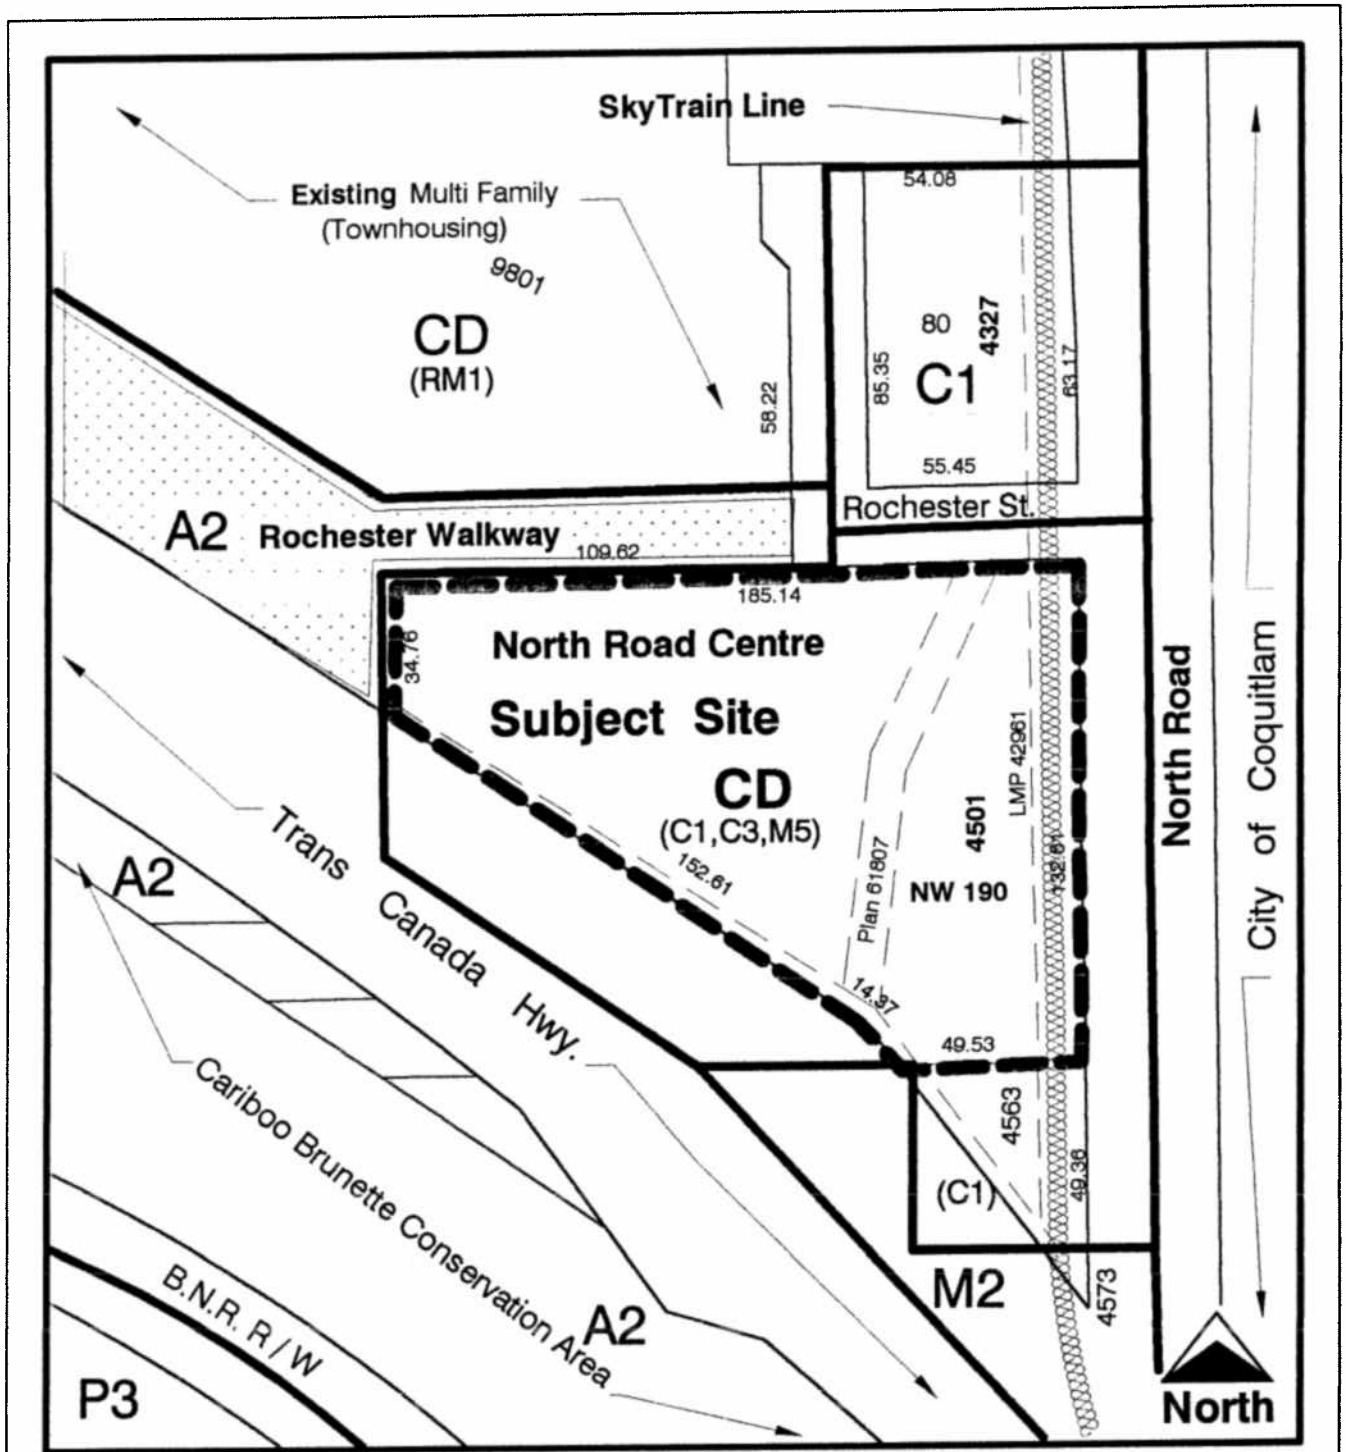 SkyTrain Line
54.08
Existing Multi Family
(Townhousing)
9801
CD
(RM1)
80
4327
C1
85.35
63.17
58.22
55.45
Rochester St.
A2
Rochester Walkway
109.62
185.14
34.76
North Road Centre
Subject Site
CD
(C1,C3,M5)
152.61
Plan 61807
4501
LMP 42961
132.61
NW 190
North Road
City of Coquitlam
Trans Canada Hwy.
A2
14.37
49.53
4563
49.36
(C1)
Cariboo Brunette Conservation Area
A2
M2
4573
B.N.R. R / W
P3
North